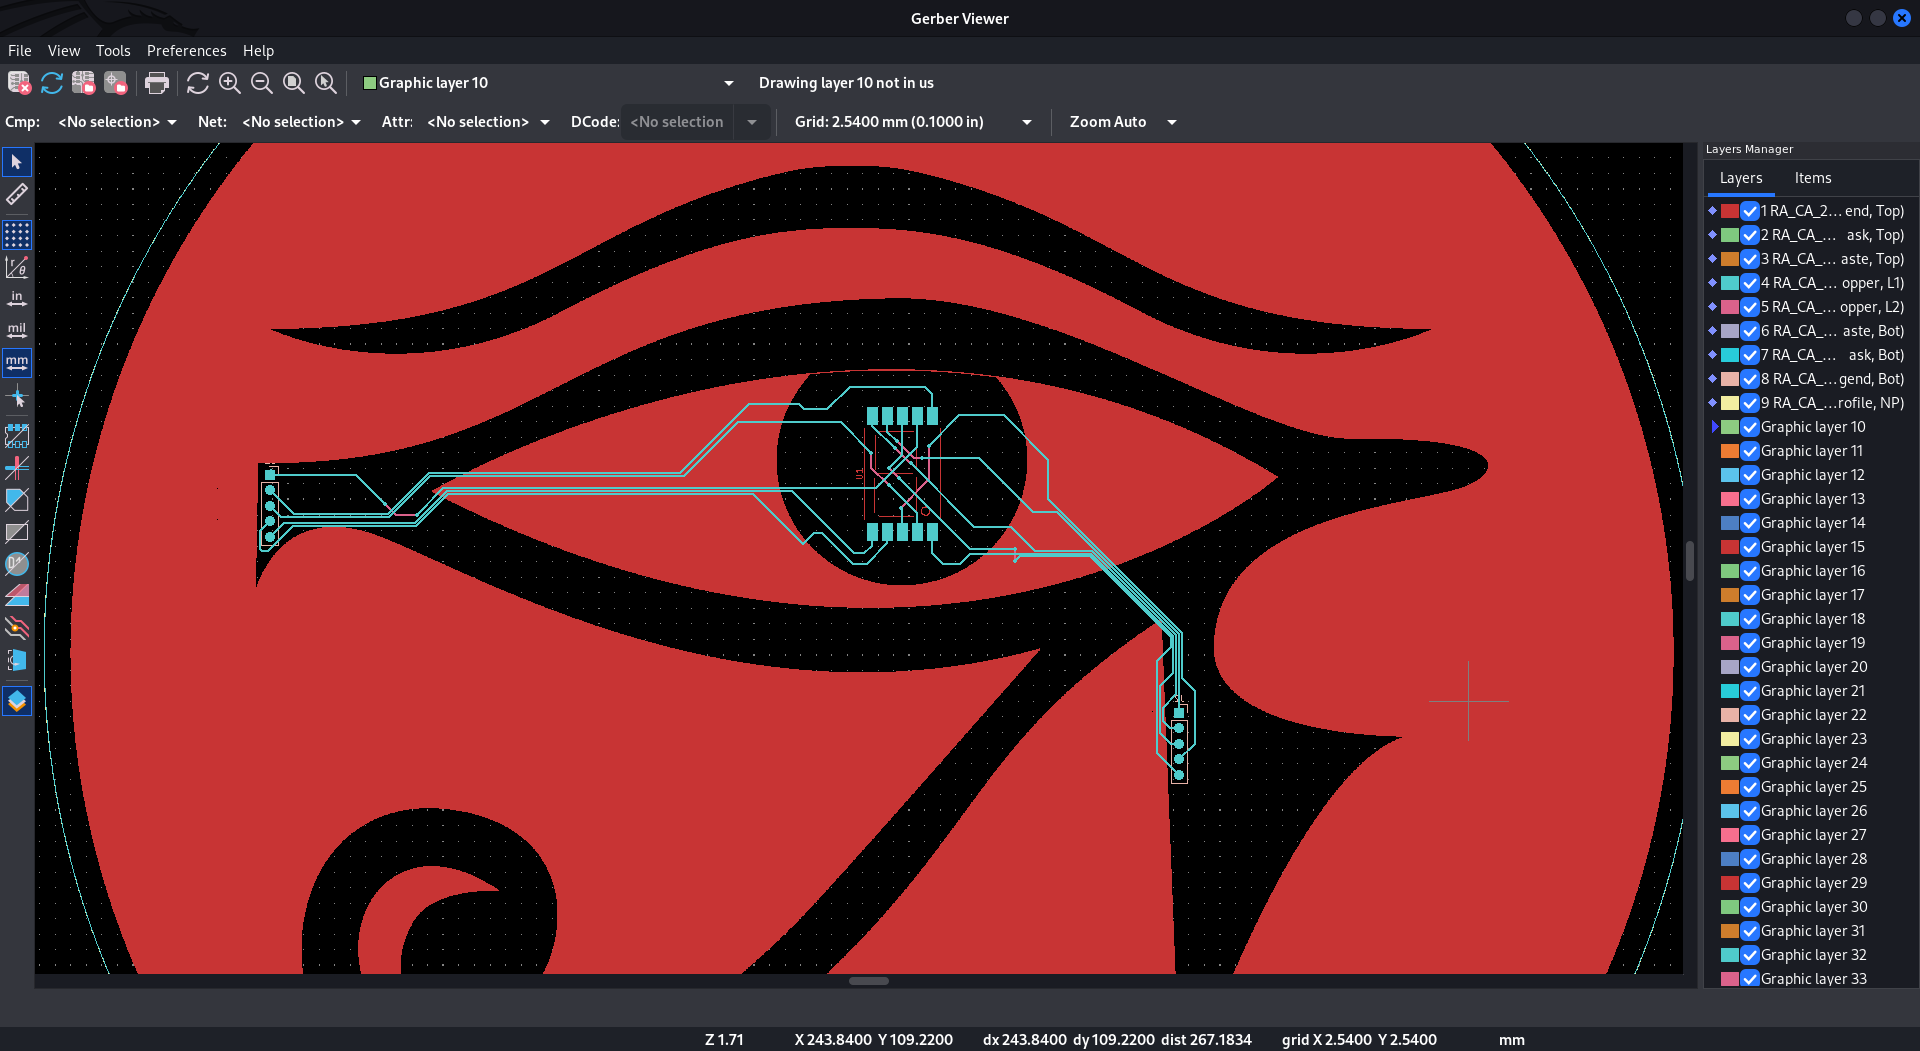 Gerber Viewer
File View Tools Preferences Help
Graphic layer 10 Drawing layer 10 not in us
Cmp: <No selection> Net: <No selection> Attr: <No selection> DCode: <No selection Grid: 2.5400 mm (0.1000 in) Zoom Auto
Layers Manager
Layers Items
1 RA_CA_2... end, Top)
2 RA_CA_... ask, Top)
3 RA_CA_... aste, Top)
4 RA_CA_... opper, L1)
5 RA_CA_... opper, L2)
6 RA_CA_... aste, Bot)
7 RA_CA_... ask, Bot)
8 RA_CA_...gend, Bot)
9 RA_CA_...rofile, NP)
Graphic layer 10
Graphic layer 11
Graphic layer 12
Graphic layer 13
Graphic layer 14
Graphic layer 15
Graphic layer 16
Graphic layer 17
Graphic layer 18
Graphic layer 19
Graphic layer 20
Graphic layer 21
Graphic layer 22
Graphic layer 23
Graphic layer 24
Graphic layer 25
Graphic layer 26
Graphic layer 27
Graphic layer 28
Graphic layer 29
Graphic layer 30
Graphic layer 31
Graphic layer 32
Graphic layer 33
in
mil
mm
U1
Z 1.71 X 243.8400 Y 109.2200 dx 243.8400 dy 109.2200 dist 267.1834 grid X 2.5400 Y 2.5400 mm